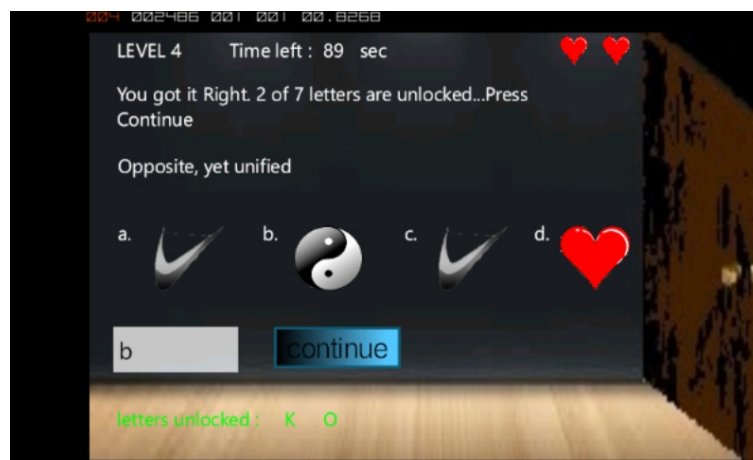 004 002486 001 001 00.8268
LEVEL 4 Time left : 89 sec
You got it Right. 2 of 7 letters are unlocked...Press
Continue
Opposite, yet unified
a. b. c. d.
b continue
letters unlocked : K O